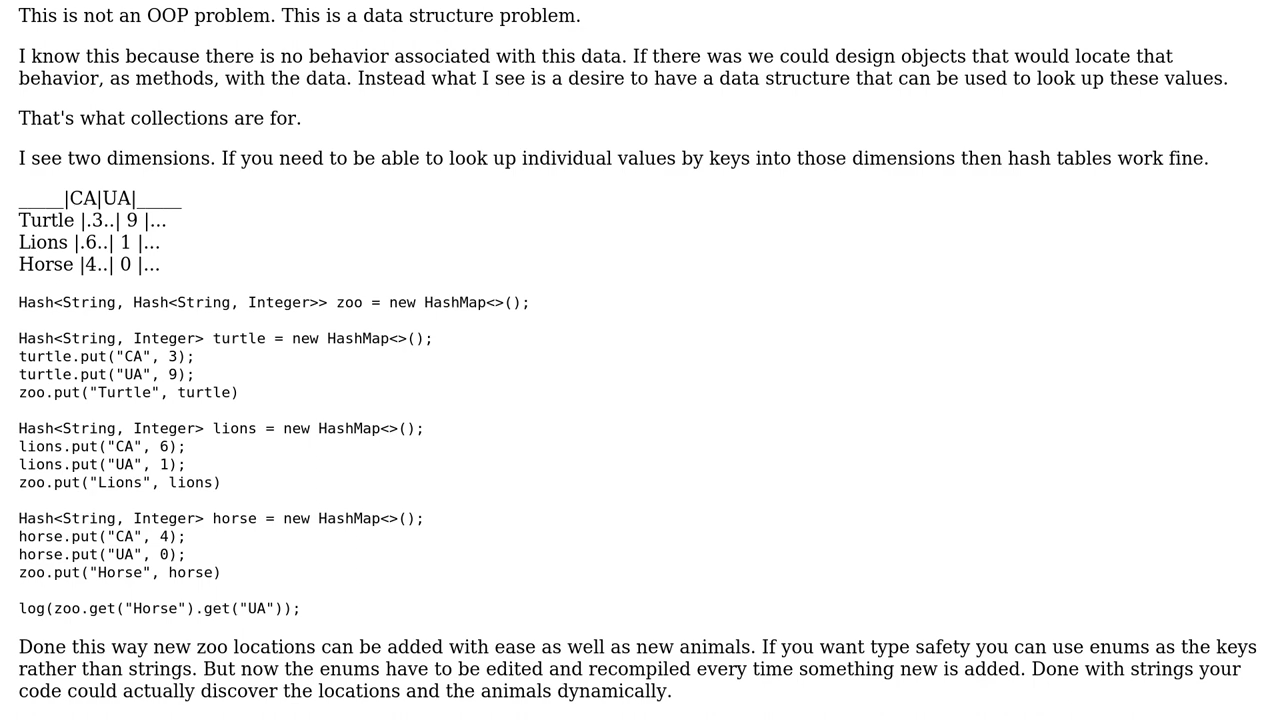 This is not an OOP problem. This is a data structure problem.
I know this because there is no behavior associated with this data. If there was we could design objects that would locate that
behavior, as methods, with the data. Instead what I see is a desire to have a data structure that can be used to look up these values.
That's what collections are for.
I see two dimensions. If you need to be able to look up individual values by keys into those dimensions then hash tables work fine.
_____|CA|UA|_____
Turtle |.3..| 9 |...
Lions |.6..| 1 |...
Horse |4..| 0 |...
Hash<String, Hash<String, Integer>> zoo = new HashMap<>();
Hash<String, Integer> turtle = new HashMap<>();
turtle.put("CA", 3);
turtle.put("UA", 9);
zoo.put("Turtle", turtle)
Hash<String, Integer> lions = new HashMap<>();
lions.put("CA", 6);
lions.put("UA", 1);
zoo.put("Lions", lions)
Hash<String, Integer> horse = new HashMap<>();
horse.put("CA", 4);
horse.put("UA", 0);
zoo.put("Horse", horse)
log(zoo.get("Horse").get("UA"));
Done this way new zoo locations can be added with ease as well as new animals. If you want type safety you can use enums as the keys
rather than strings. But now the enums have to be edited and recompiled every time something new is added. Done with strings your
code could actually discover the locations and the animals dynamically.